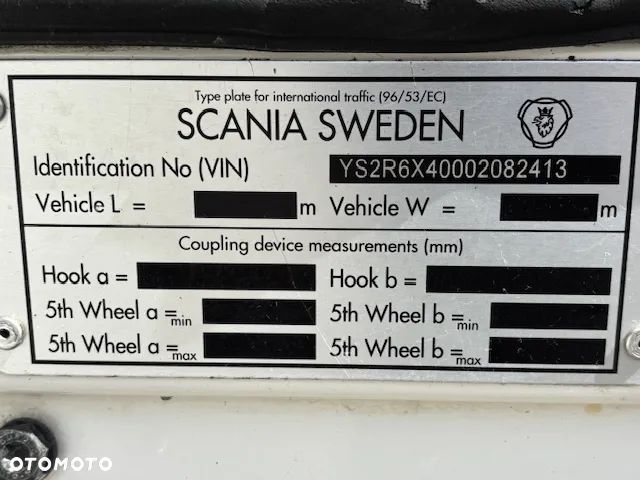 Type plate for international traffic (96/53/EC)
SCANIA SWEDEN
Identification No (VIN) YS2R6X40002082413
Vehicle L = m Vehicle W = m
Coupling device measurements (mm)
Hook a = Hook b =
5th Wheel a =min 5th Wheel b =min
5th Wheel a =max 5th Wheel b =max
OTOMOTO